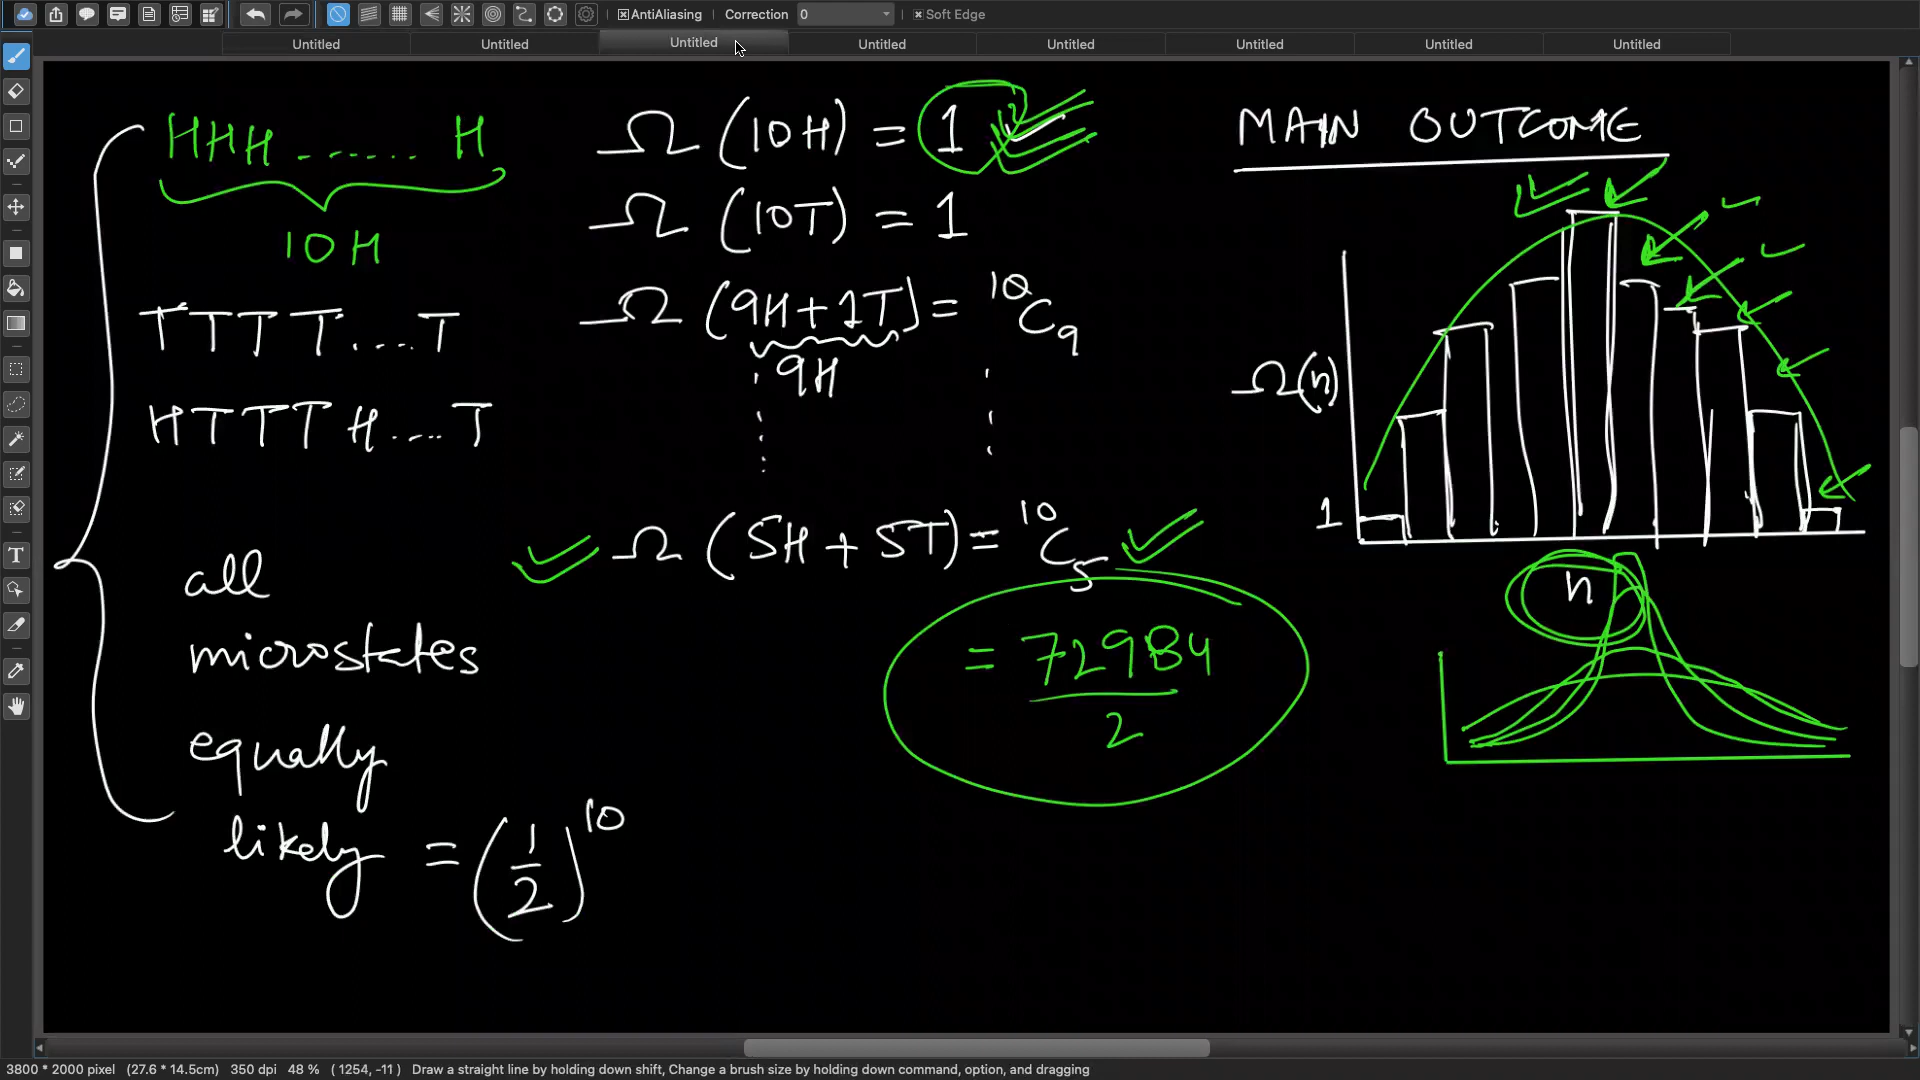 AntiAliasing
Correction 0
Soft Edge
Untitled
Untitled
Untitled
Untitled
Untitled
Untitled
Untitled
Untitled
HHH ...... H
10H
TTTT....T
HTTTH....T
all
microstates
equally
likely = (1/2)^10
Ω (10H) = 1
Ω (10T) = 1
Ω (9H+1T) = ¹⁰C₉
9H
Ω (5H + 5T) = ¹⁰C₅
= 72984
2
MAIN OUTCOME
Ω(n)
1
n
T
3800 * 2000 pixel (27.6 * 14.5cm) 350 dpi 48 % ( 1254, -11 ) Draw a straight line by holding down shift, Change a brush size by holding down command, option, and dragging